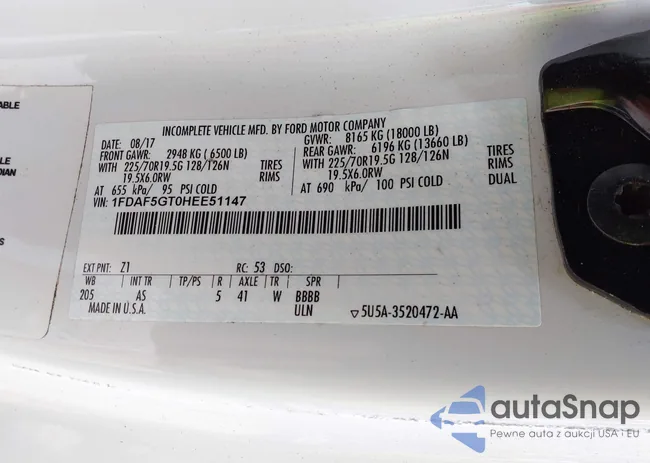 ABLE
LE
DIAN
INCOMPLETE VEHICLE MFD. BY FORD MOTOR COMPANY
DATE: 08/17 GVWR: 8165 KG (18000 LB)
FRONT GAWR: 2948 KG ( 6500 LB) REAR GAWR: 6196 KG (13660 LB)
WITH 225/70R19.5G 128/126N TIRES WITH 225/70R19.5G 128/126N TIRES
19.5X6.0RW RIMS 19.5X6.0RW RIMS
AT 655 kPa/ 95 PSI COLD AT 690 kPa/ 100 PSI COLD DUAL
VIN: 1FDAF5GT0HEE51147
EXT PNT: Z1 RC: 53 DSO:
WB INT TR TP/PS R AXLE TR SPR
205 AS 5 41 W BBBB
MADE IN U.S.A. ULN ▽5U5A-3520472-AA
autaSnap
Pewne auta z aukcji USA i EU